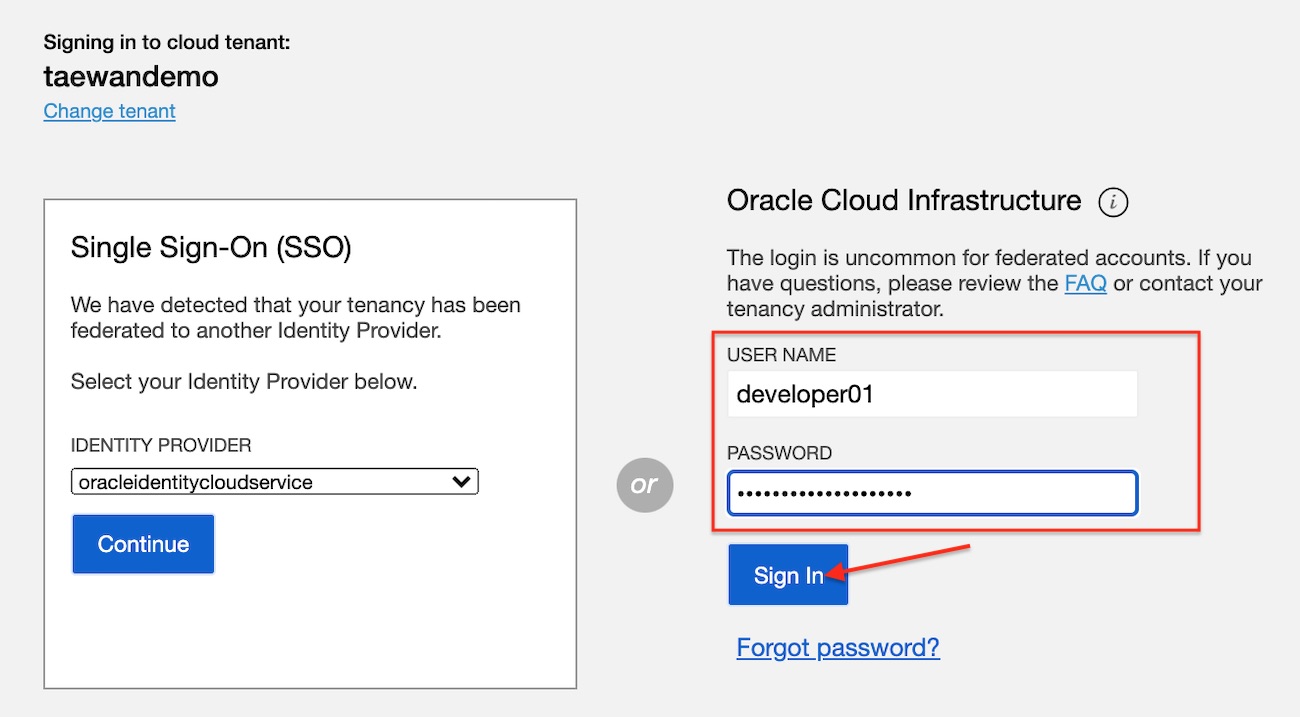 Signing in to cloud tenant:
taewandemo
Change tenant
Single Sign-On (SSO)
We have detected that your tenancy has been
federated to another Identity Provider.
Select your Identity Provider below.
IDENTITY PROVIDER
oracleidentitycloudservice
Continue
or
Oracle Cloud Infrastructure i
The login is uncommon for federated accounts. If you
have questions, please review the FAQ or contact your
tenancy administrator.
USER NAME
developer01
PASSWORD
••••••••••••••••••••
Sign In
Forgot password?